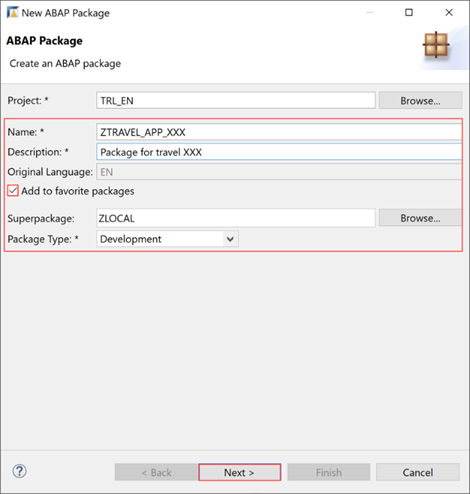 New ABAP Package
ABAP Package
Create an ABAP package
Project: * TRL_EN Browse...
Name: * ZTRAVEL_APP_XXX
Description: * Package for travel XXX
Original Language: EN
Add to favorite packages
Superpackage: ZLOCAL Browse...
Package Type: * Development
? < Back Next > Finish Cancel